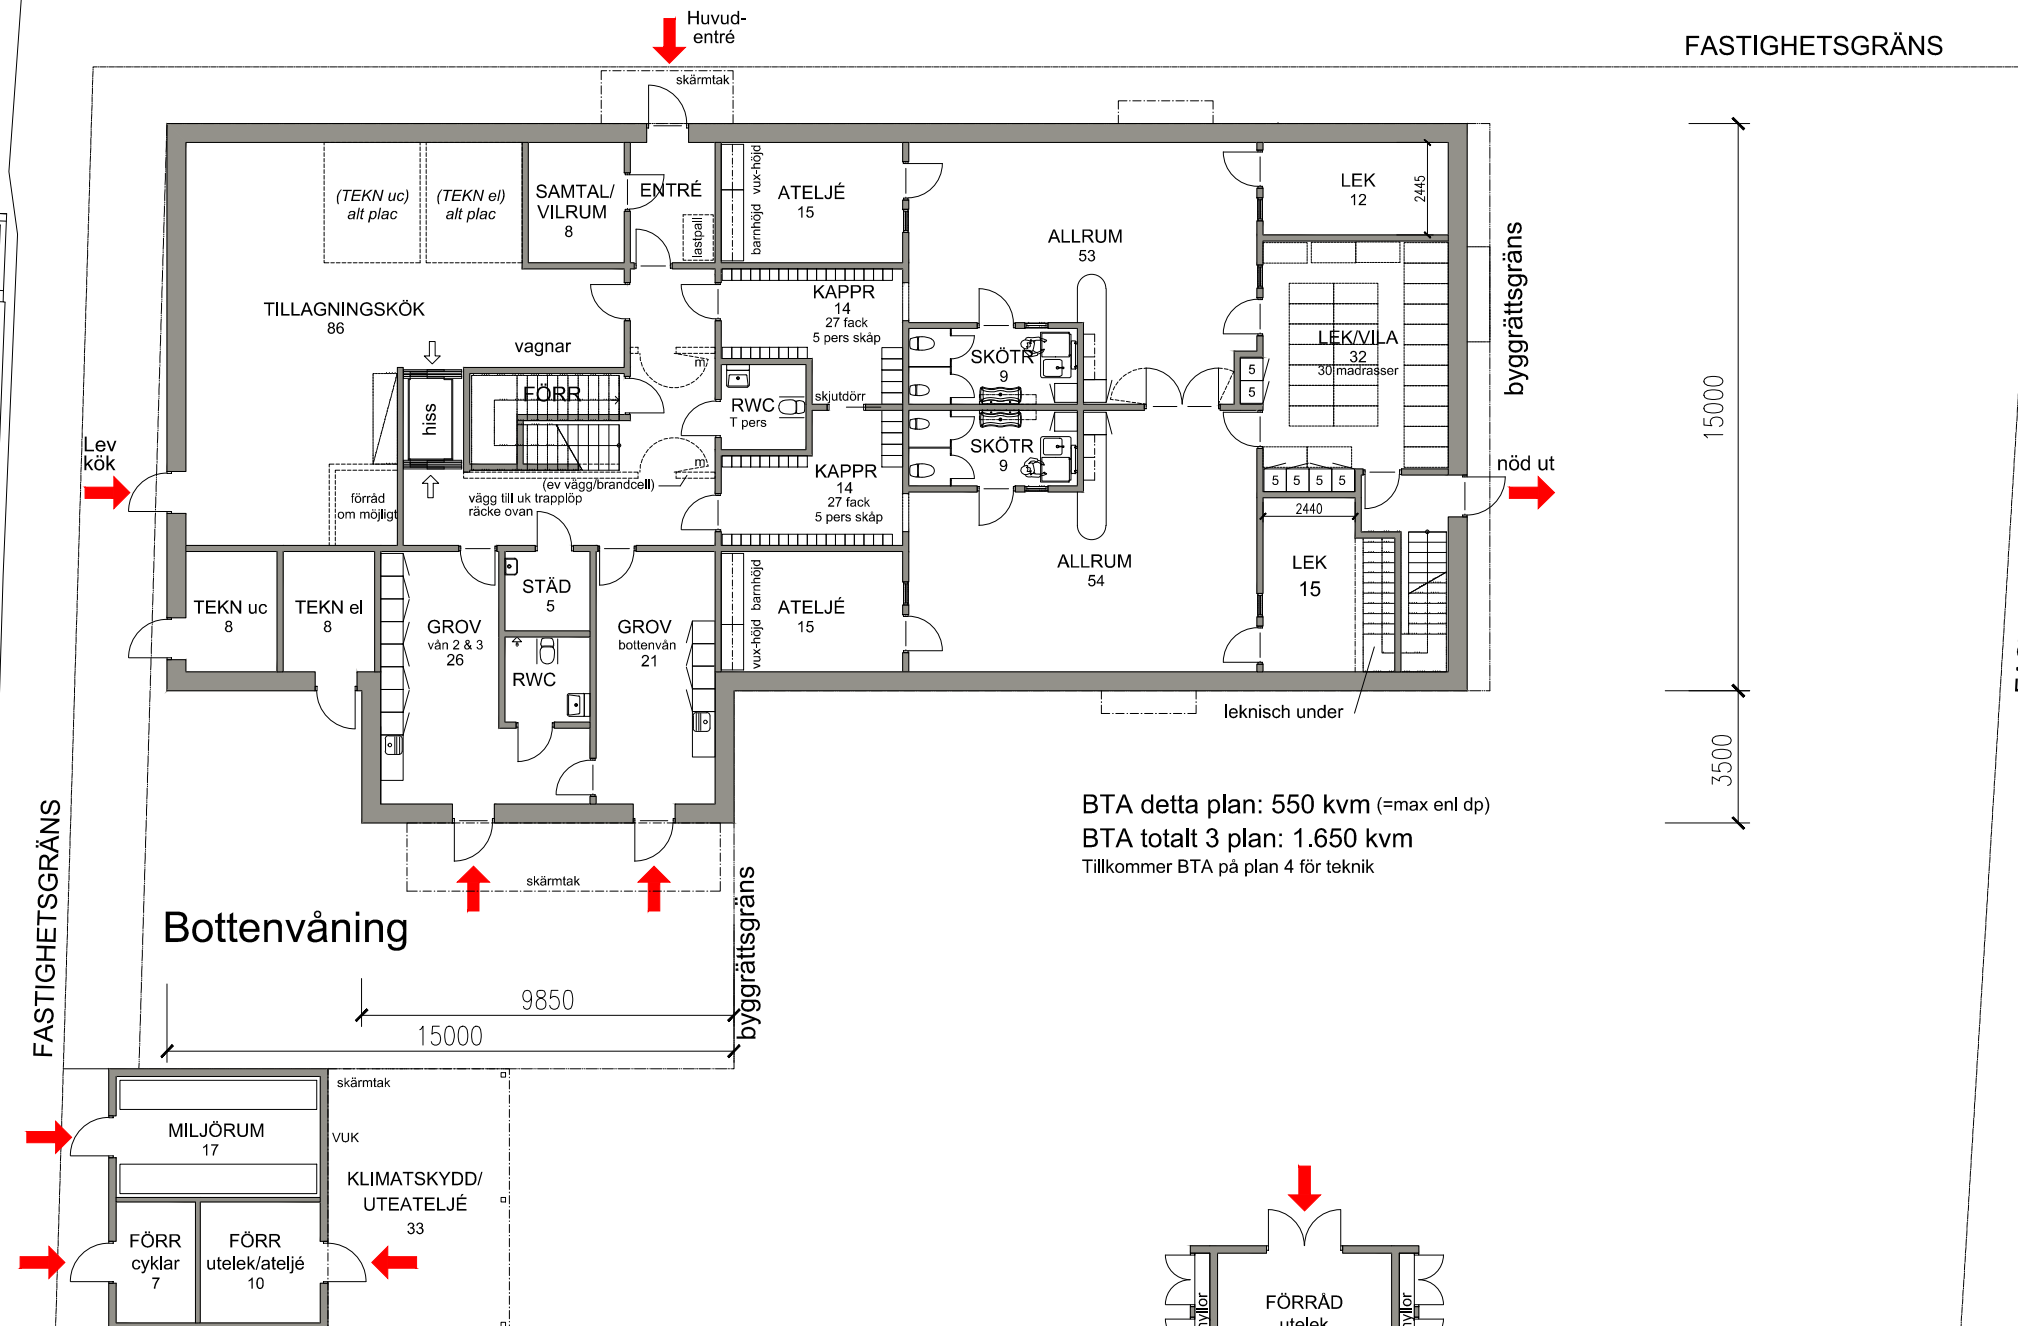 Huvud-
entré
FASTIGHETSGRÄNS
skärmtak
(TEKN uc)
alt plac
(TEKN el)
alt plac
SAMTAL/
VILRUM
8
ENTRÉ
lastpall
barnhöjd vux-höjd
ATELJÉ
15
LEK
12
2445
ALLRUM
53
byggrättsgräns
TILLAGNINGSKÖK
86
vagnar
KAPPR
14
27 fack
5 pers skåp
m
SKÖTR
9
LEK/VILA
32
30 madrasser
5
5
hiss
FÖRR
RWC
T pers
skjutdörr
15000
Lev
kök
förråd
om möjligt
(ev vägg/brandcell)
vägg till uk trapplöp
räcke ovan
m
KAPPR
14
27 fack
5 pers skåp
SKÖTR
9
5 5 5 5
nöd ut
2440
ALLRUM
54
LEK
15
TEKN uc
8
TEKN el
8
GROV
vån 2 & 3
26
STÄD
5
GROV
bottenvån
21
vux-höjd barnhöjd
ATELJÉ
15
RWC
leknisch under
3500
BTA detta plan: 550 kvm (=max enl dp)
BTA totalt 3 plan: 1.650 kvm
Tillkommer BTA på plan 4 för teknik
skärmtak
FASTIGHETSGRÄNS
Bottenvåning
byggrättsgräns
9850
15000
skärmtak
MILJÖRUM
17
VUK
KLIMATSKYDD/
UTEATELJÉ
33
FÖRR
cyklar
7
FÖRR
utelek/ateljé
10
FÖRRÅD
utelek